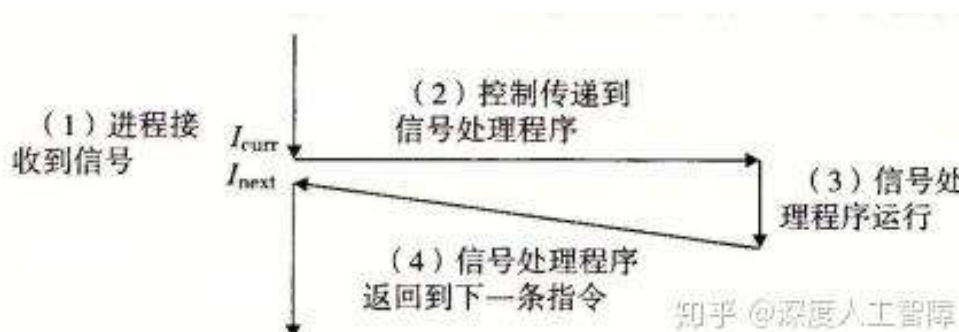 （1）进程接
收到信号
I_curr
I_next
（2）控制传递到
信号处理程序
（3）信号处
理程序运行
（4）信号处理程序
返回到下一条指令
知乎 @深度人工智障